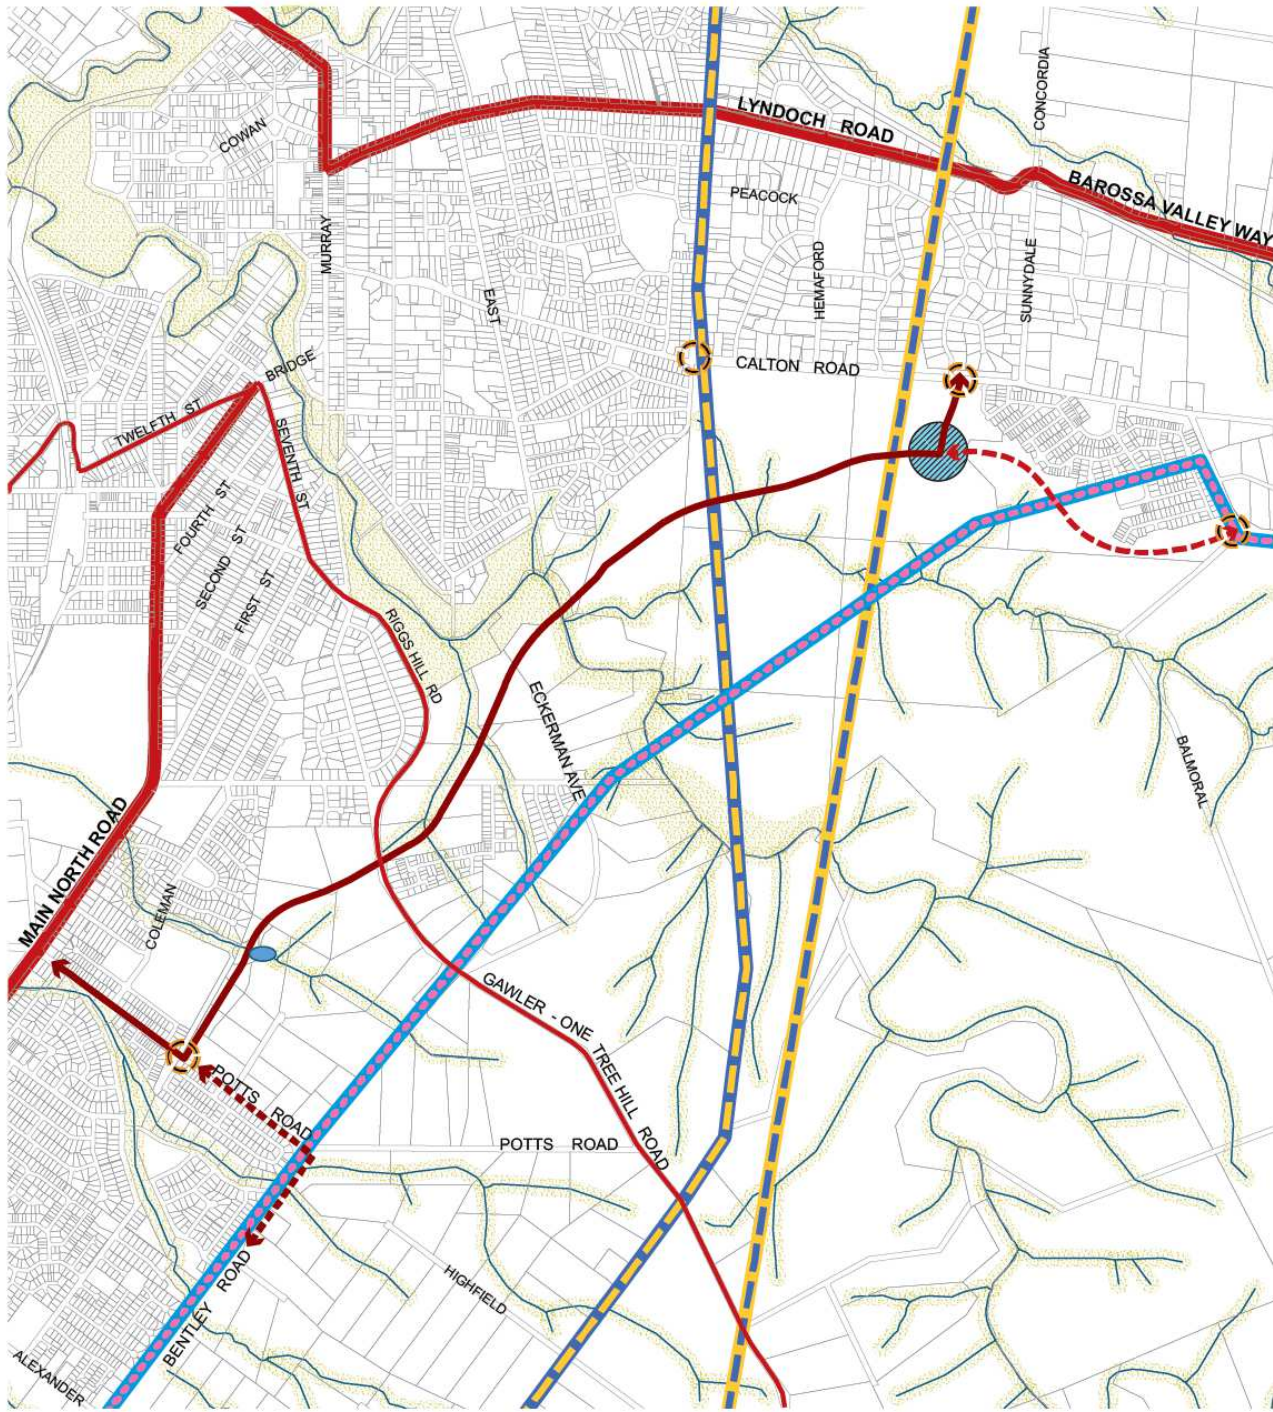 CONCORDIA
LYNDOCH ROAD
COWAN
BAROSSA VALLEY WAY
PEACOCK
MURRAY
HEMAFORD
SUNNYDALE
EAST
BRIDGE
CALTON ROAD
TWELFTH ST
SEVENTH ST
FOURTH ST
SECOND ST
FIRST ST
RIGGS HILL RD
ECKERMAN AVE
BALMORAL
MAIN NORTH ROAD
COLEMAN
GAWLER - ONE TREE HILL ROAD
POTTS ROAD
POTTS ROAD
BENTLEY ROAD
HIGHFIELD
ALEXANDER